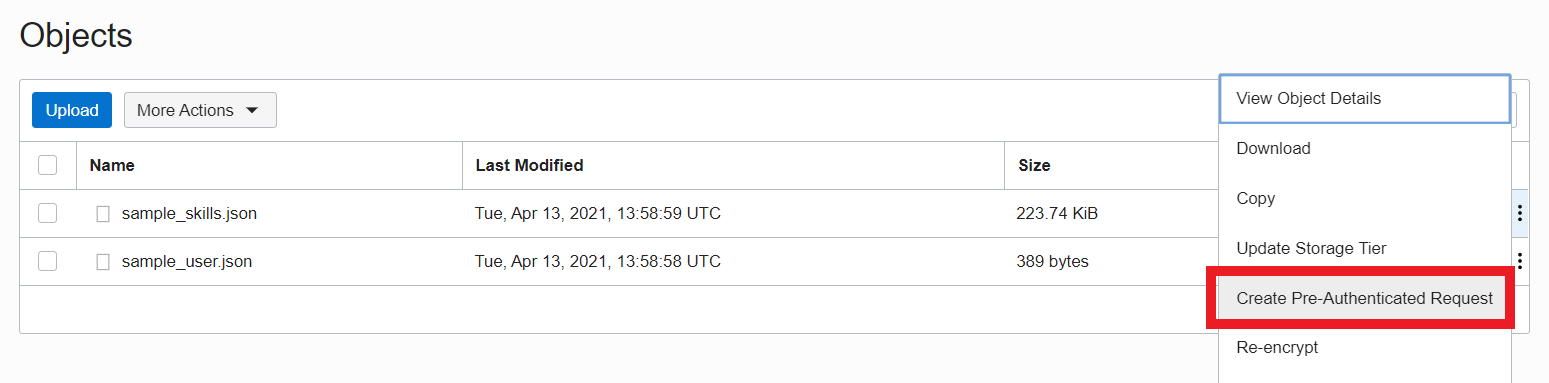 Objects
Upload
More Actions
Name
Last Modified
Size
sample_skills.json
Tue, Apr 13, 2021, 13:58:59 UTC
223.74 KiB
sample_user.json
Tue, Apr 13, 2021, 13:58:58 UTC
389 bytes
View Object Details
Download
Copy
Update Storage Tier
Create Pre-Authenticated Request
Re-encrypt